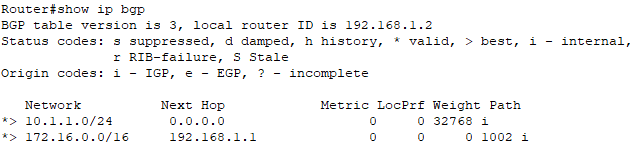 Router#show ip bgp
BGP table version is 3, local router ID is 192.168.1.2
Status codes: s suppressed, d damped, h history, * valid, > best, i - internal,
              r RIB-failure, S Stale
Origin codes: i - IGP, e - EGP, ? - incomplete

   Network          Next Hop            Metric LocPrf Weight Path
*> 10.1.1.0/24      0.0.0.0                  0      0 32768 i
*> 172.16.0.0/16     192.168.1.1              0      0     0 1002 i